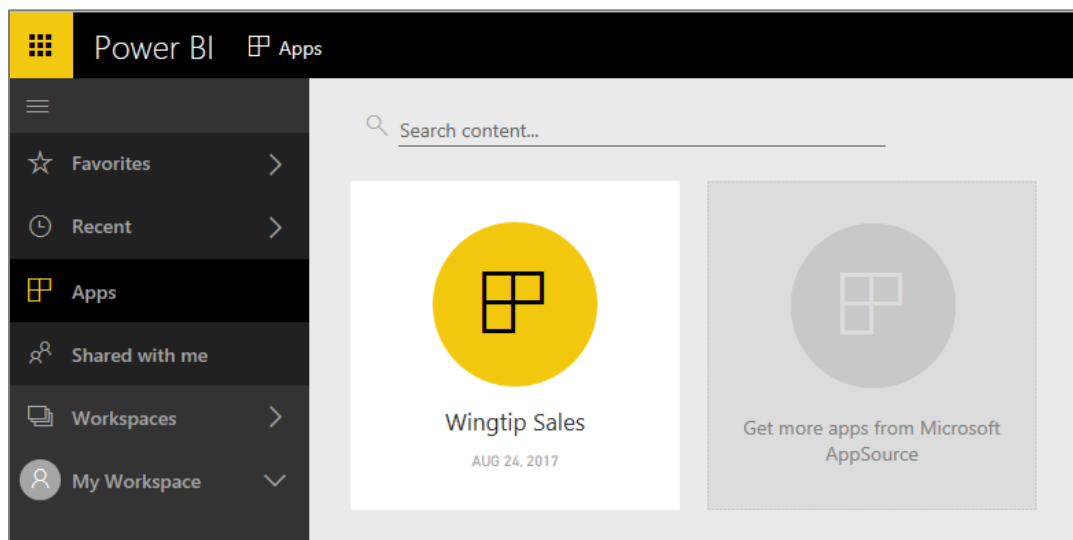 Power BI Apps
Search content...
Favorites
Recent
Apps
Shared with me
Workspaces
My Workspace
Wingtip Sales
AUG 24, 2017
Get more apps from Microsoft
AppSource